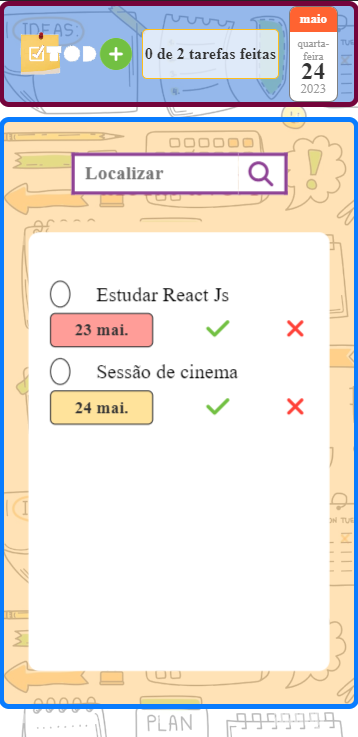 IDEAS:
TOD
0 de 2 tarefas feitas
maio
quarta-
feira
24
2023
Localizar
Estudar React Js
23 mai.
Sessão de cinema
24 mai.
PLAN